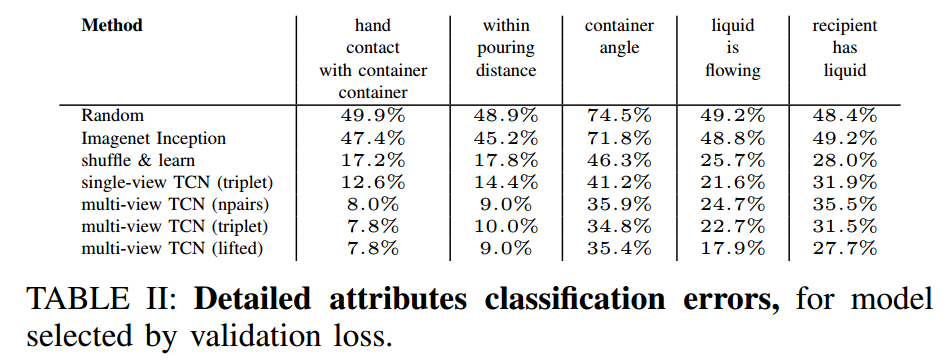 Method hand within container liquid recipient
contact pouring angle is has
with container distance flowing liquid
container
Random 49.9% 48.9% 74.5% 49.2% 48.4%
Imagenet Inception 47.4% 45.2% 71.8% 48.8% 49.2%
shuffle & learn 17.2% 17.8% 46.3% 25.7% 28.0%
single-view TCN (triplet) 12.6% 14.4% 41.2% 21.6% 31.9%
multi-view TCN (npairs) 8.0% 9.0% 35.9% 24.7% 35.5%
multi-view TCN (triplet) 7.8% 10.0% 34.8% 22.7% 31.5%
multi-view TCN (lifted) 7.8% 9.0% 35.4% 17.9% 27.7%
TABLE II: Detailed attributes classification errors, for model
selected by validation loss.